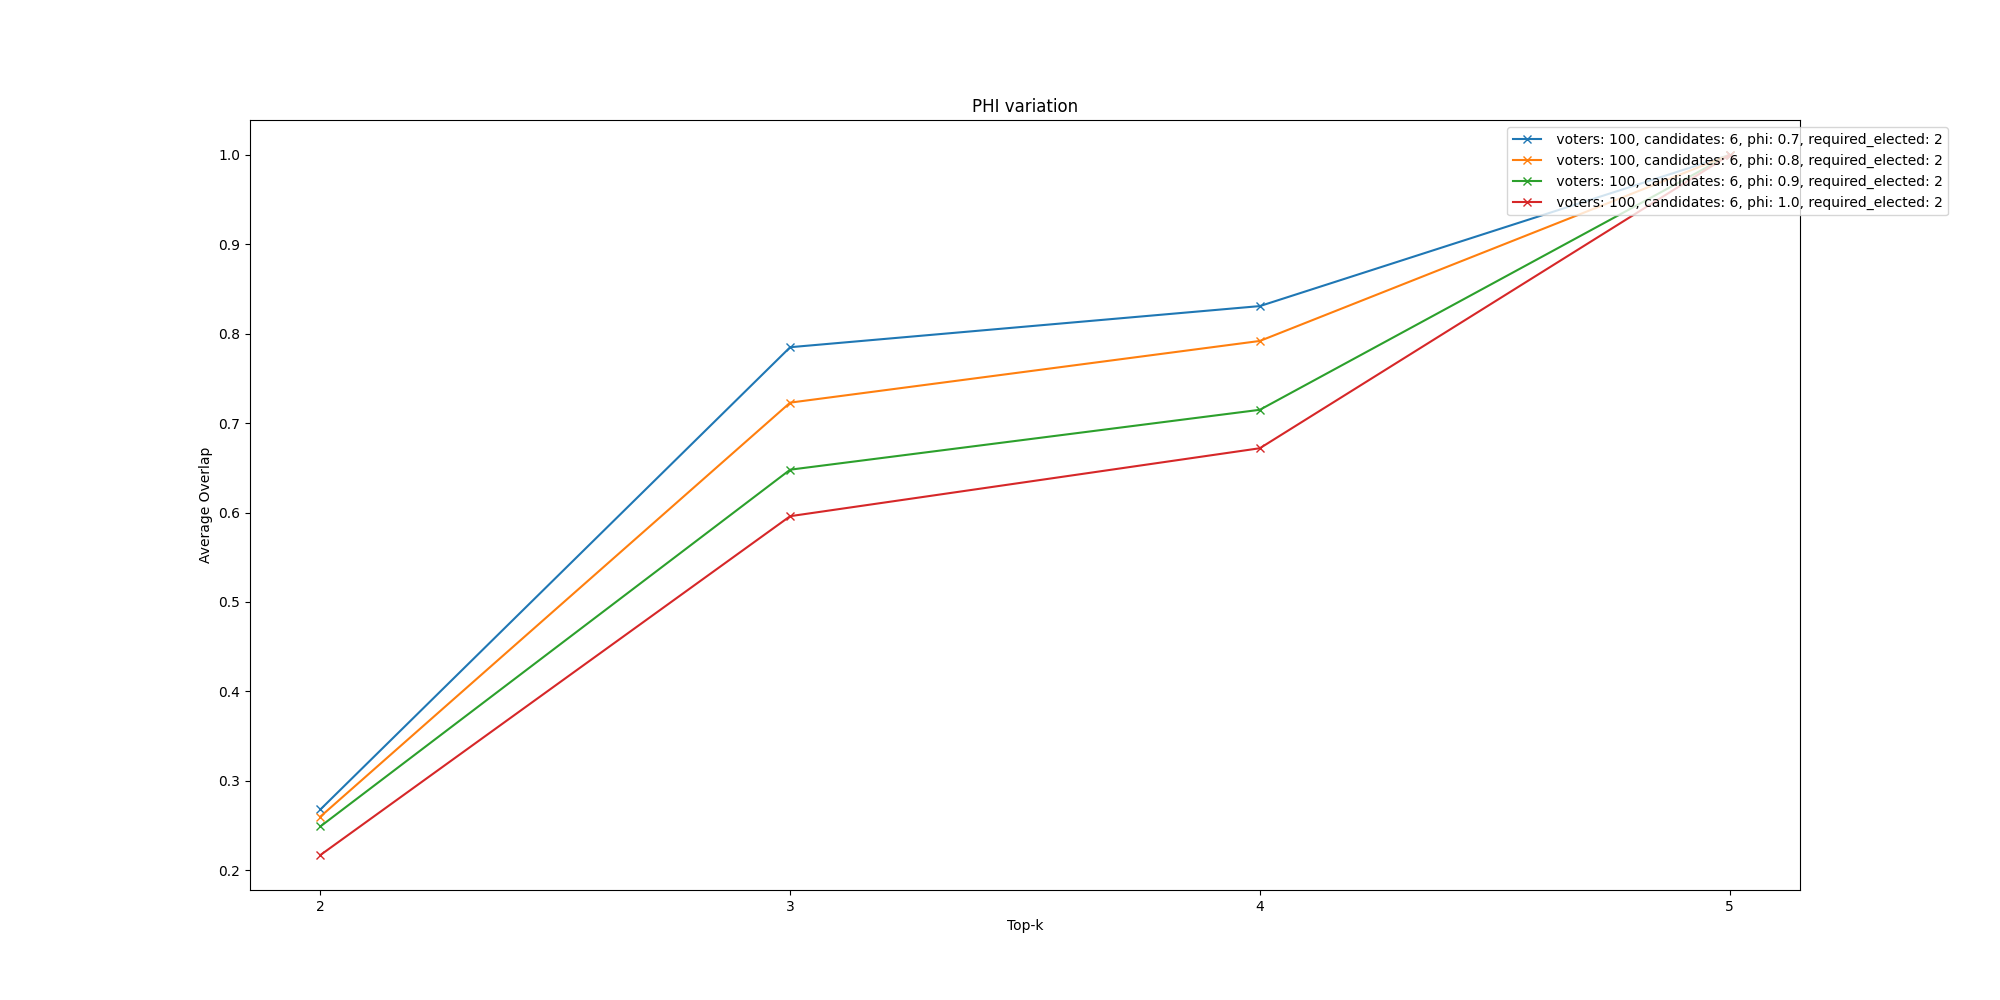 PHI variation
voters: 100, candidates: 6, phi: 0.7, required_elected: 2
voters: 100, candidates: 6, phi: 0.8, required_elected: 2
voters: 100, candidates: 6, phi: 0.9, required_elected: 2
voters: 100, candidates: 6, phi: 1.0, required_elected: 2
1.0
0.9
0.8
0.7
0.6
0.5
0.4
0.3
0.2
Average Overlap
2
3
4
5
Top-k